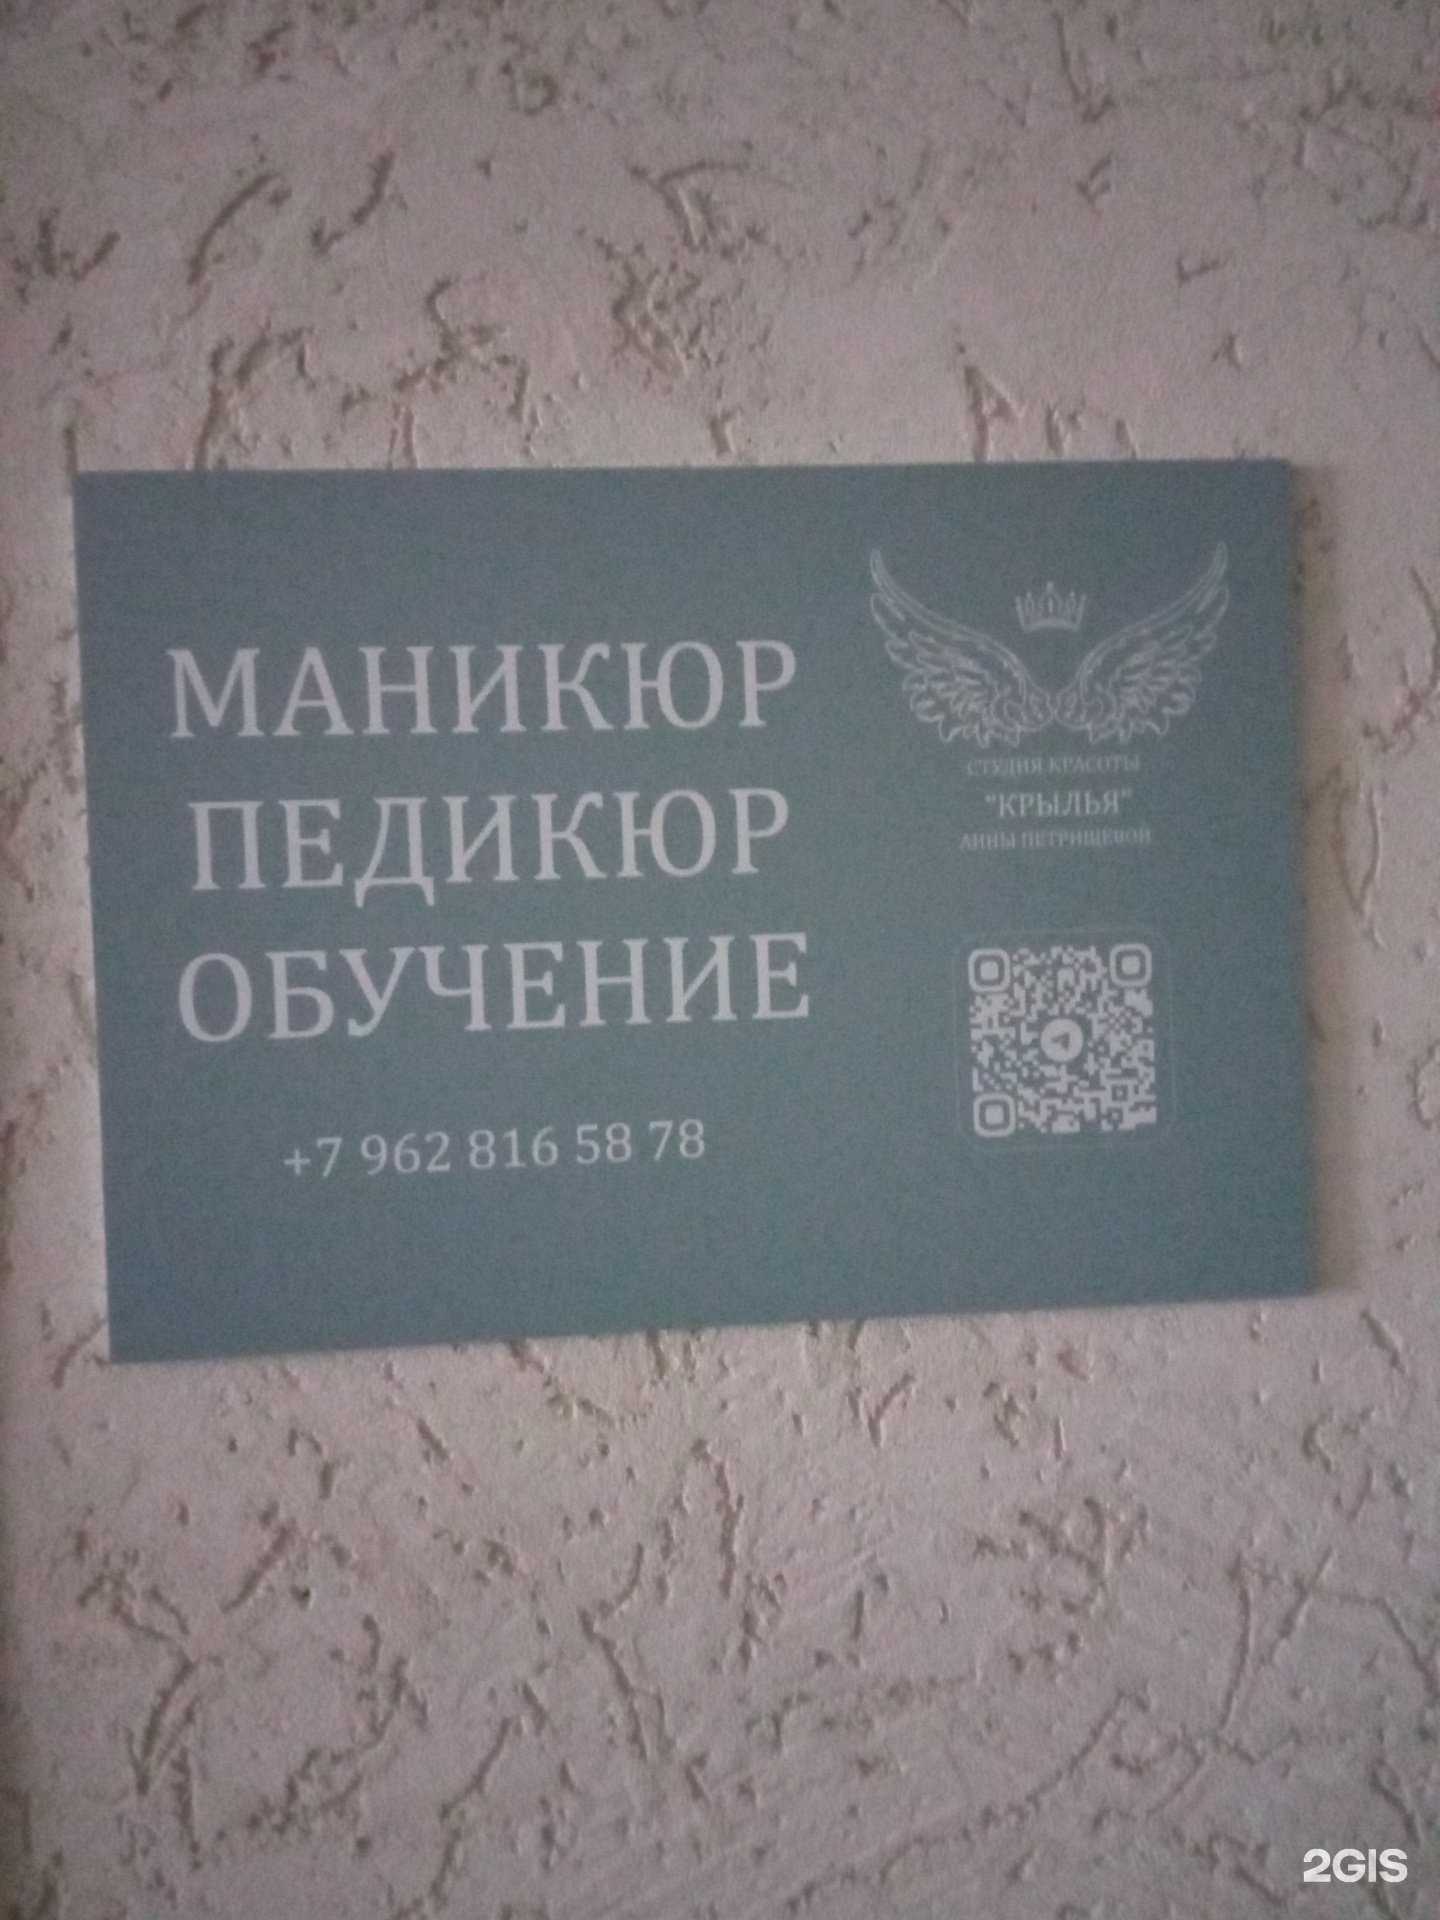 МАНИКЮР
ПЕДИКЮР
ОБУЧЕНИЕ
+7 962 816 58 78
СТУДИЯ КРАСОТЫ
"КРЫЛЬЯ"
АННЫ ПЕТРИЩЕВОЙ
2GIS